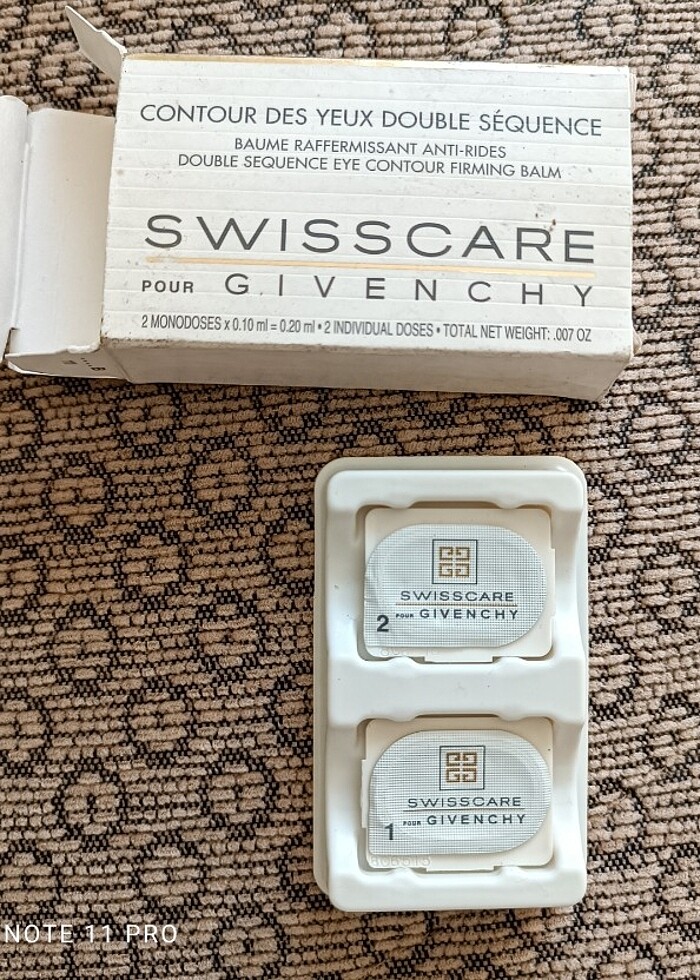 CONTOUR DES YEUX DOUBLE SÉQUENCE
BAUME RAFFERMISSANT ANTI-RIDES
DOUBLE SEQUENCE EYE CONTOUR FIRMING BALM
SWISSCARE
POUR GIVENCHY
2 MONODOSES x 0.10 ml = 0.20 ml • 2 INDIVIDUAL DOSES • TOTAL NET WEIGHT: .007 OZ
SWISSCARE
2 POUR GIVENCHY
SWISSCARE
1 POUR GIVENCHY
NOTE 11 PRO